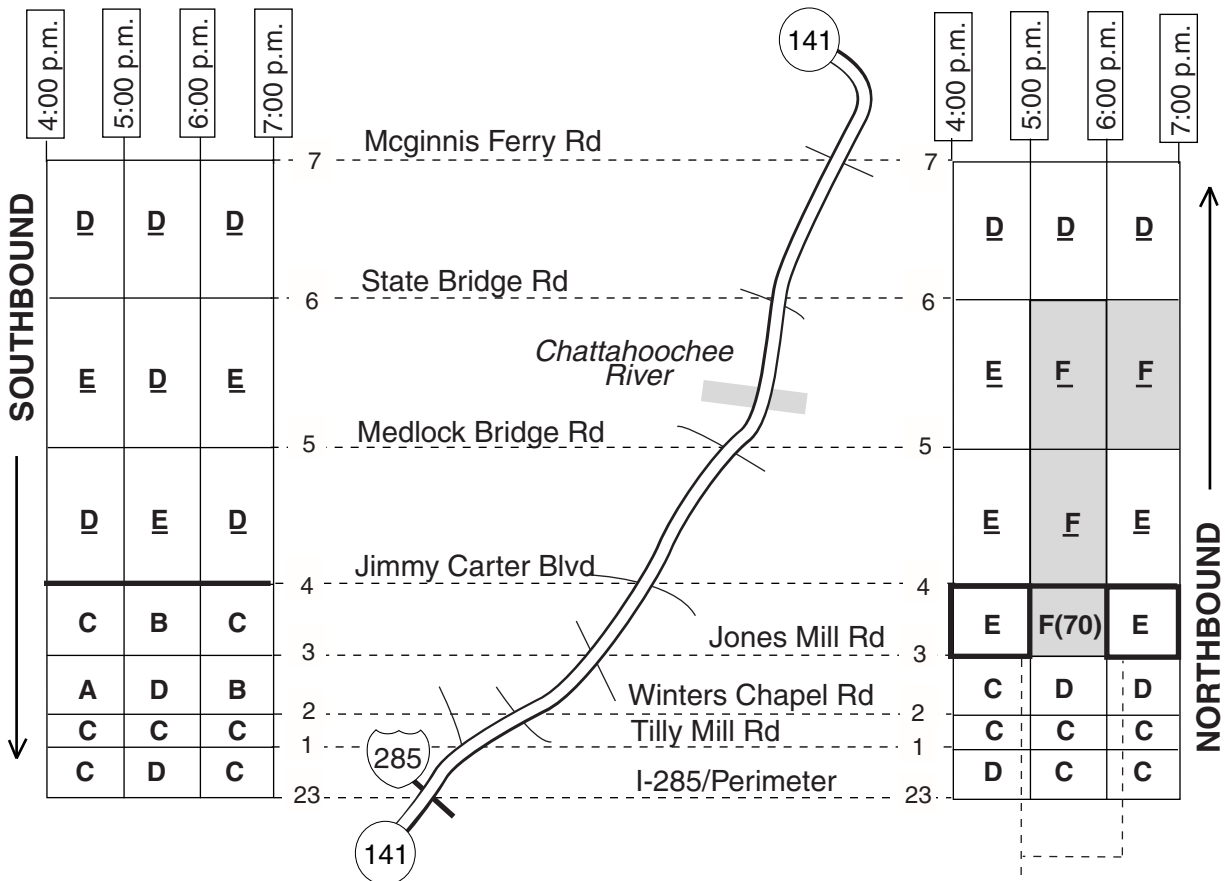 4:00 p.m.
5:00 p.m.
6:00 p.m.
7:00 p.m.
141
4:00 p.m.
5:00 p.m.
6:00 p.m.
7:00 p.m.
SOUTHBOUND
NORTHBOUND
7 Mcginnis Ferry Rd 7
D D D
D D D
6 State Bridge Rd 6
Chattahoochee
River
E D E
E F F
5 Medlock Bridge Rd 5
D E D
E F E
4 Jimmy Carter Blvd 4
C B C
E F(70) E
3 Jones Mill Rd 3
A D B
C D D
2 Winters Chapel Rd 2
C C C
C C C
1 Tilly Mill Rd 1
285
C D C
D C C
23 I-285/Perimeter 23
141